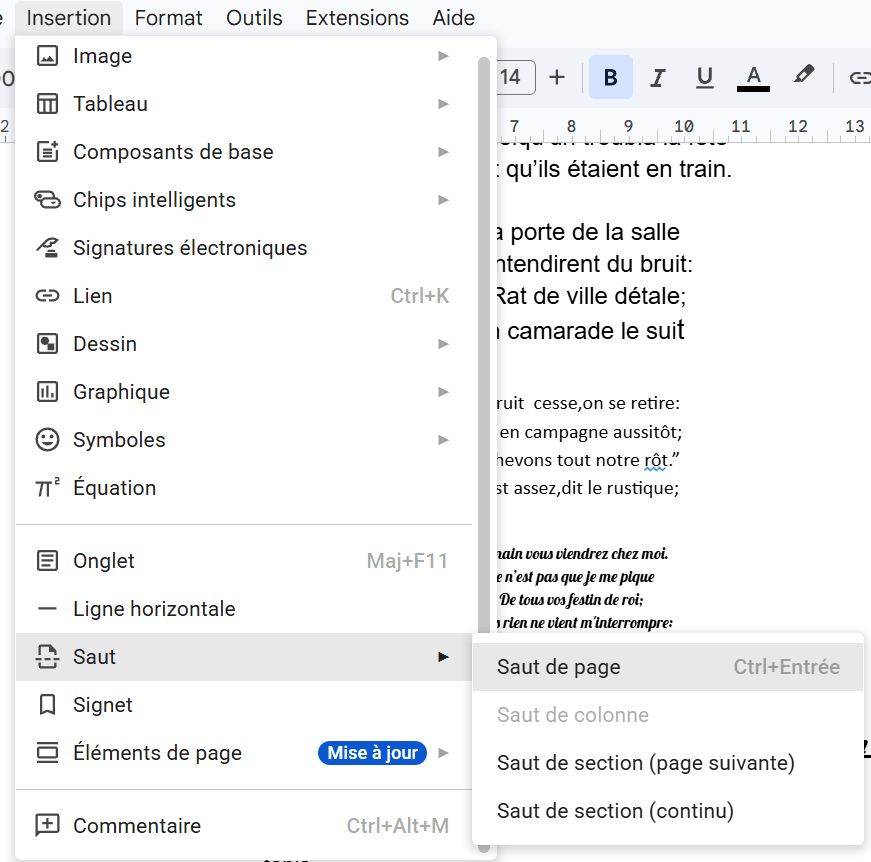 Insertion Format Outils Extensions Aide
Image
Tableau
Composants de base
Chips intelligents
Signatures électroniques
Lien Ctrl+K
Dessin
Graphique
Symboles
Équation
Onglet Maj+F11
Ligne horizontale
Saut
Signet
Éléments de page Mise à jour
Commentaire Ctrl+Alt+M
Saut de page Ctrl+Entrée
Saut de colonne
Saut de section (page suivante)
Saut de section (continu)
14 + B I U A
2 7 8 9 10 11 12 13
qu’ils étaient en train.
porte de la salle
ntendirent du bruit:
Rat de ville détale;
camarade le suit
ruit cesse,on se retire:
en campagne aussitôt;
hevons tout notre rôt.”
st assez,dit le rustique;
main vous viendrez chez moi.
e n’est pas que je me pique
De tous vos festin de roi;
rien ne vient m'interrompre: